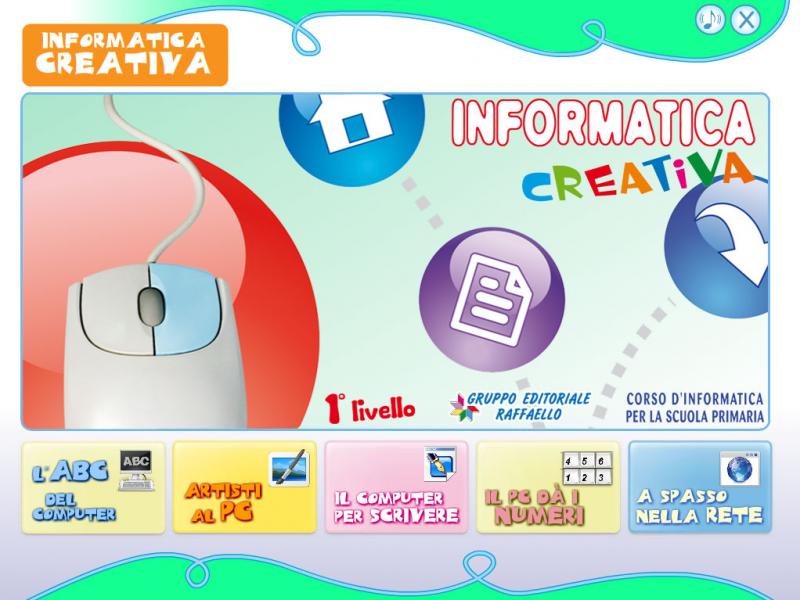 INFORMATICA
CREATIVA
INFORMATICA
CREATIVA
1° livello
GRUPPO EDITORIALE
RAFFAELLO
CORSO D'INFORMATICA
PER LA SCUOLA PRIMARIA
L'ABC
DEL
COMPUTER
ABC
ARTISTI
AL PC
IL COMPUTER
PER SCRIVERE
4 5 6
1 2 3
IL PC DÀ I
NUMERI
A SPASSO
NELLA RETE